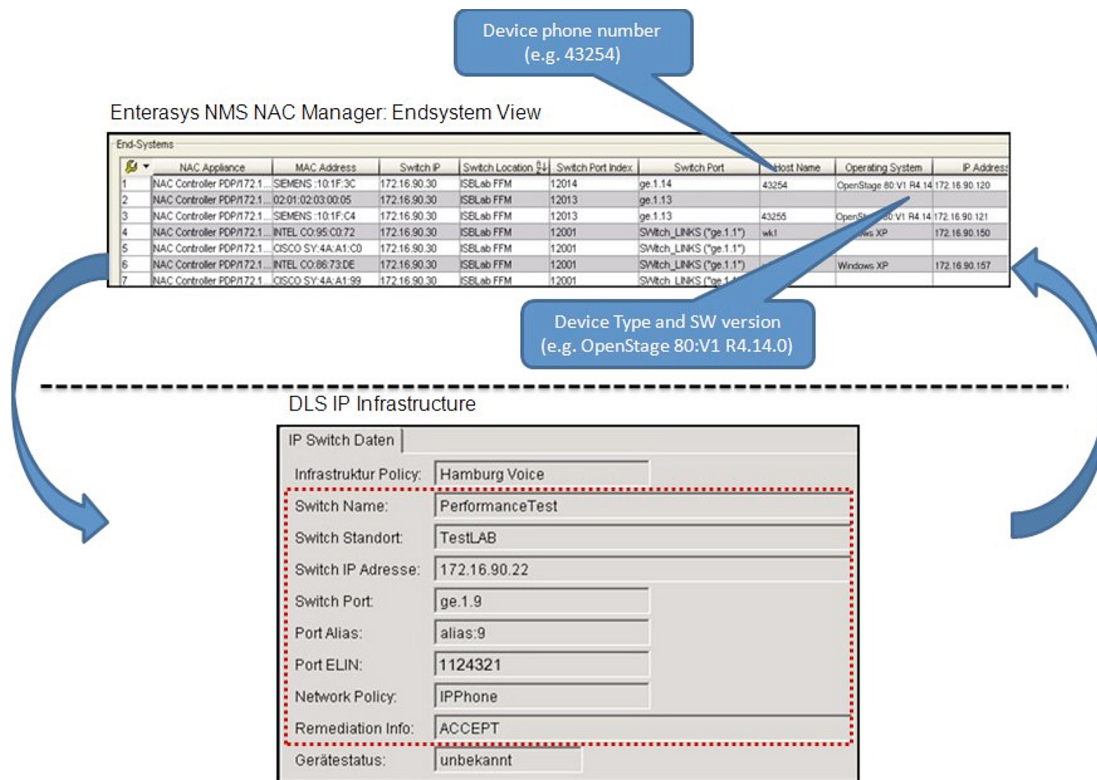 Device phone number
(e.g. 43254)
Enterasys NMS NAC Manager: Endsystem View
End-Systems
NAC Appliance MAC Address Switch IP Switch Location Switch Port Index Switch Port Host Name Operating System IP Address
1 NAC Controller PDP/172.1... SIEMENS :10:1F:3C 172.16.90.30 ISBLab FFM 12014 ge.1.14 43254 OpenStage 80:V1 R4.14 172.16.90.120
2 NAC Controller PDP/172.1... 02:01:02:03:00:05 172.16.90.30 ISBLab FFM 12013 ge.1.13
3 NAC Controller PDP/172.1... SIEMENS :10:1F:C4 172.16.90.30 ISBLab FFM 12013 ge.1.13 43255 80:V1 R4.14 172.16.90.121
4 NAC Controller PDP/172.1... INTEL CO:95:C0:72 172.16.90.30 ISBLab FFM 12001 SWitch_LINKS ("ge.1.1") wk1 XP 172.16.90.150
5 NAC Controller PDP/172.1... CISCO SY:4A:A1:C0 172.16.90.30 ISBLab FFM 12001 SWitch_LINKS ("ge.1.1")
6 NAC Controller PDP/172.1... INTEL CO:86:73:DE 172.16.90.30 ISBLab FFM 12001 SWitch_LINKS ("ge.1.1") Windows XP 172.16.90.157
7 NAC Controller PDP/172.1... CISCO SY:4A:A1:99 172.16.90.30 ISBLab FFM 12001 SWitch_LINKS
Device Type and SW version
(e.g. OpenStage 80:V1 R4.14.0)
DLS IP Infrastructure
IP Switch Daten
Infrastruktur Policy: Hamburg Voice
Switch Name: PerformanceTest
Switch Standort: TestLAB
Switch IP Adresse: 172.16.90.22
Switch Port: ge.1.9
Port Alias: alias:9
Port ELIN: 1124321
Network Policy: IPPhone
Remediation Info: ACCEPT
Gerätestatus: unbekannt